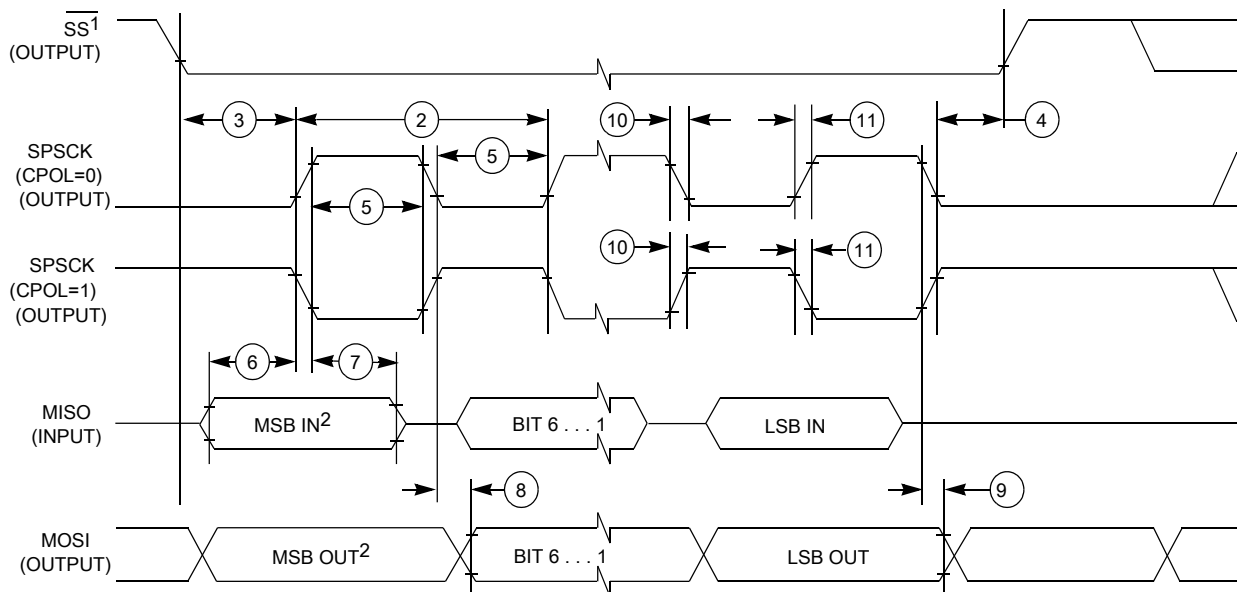 SS¹
(OUTPUT)
3
2
10
11
4
SPSCK
(CPOL=0)
(OUTPUT)
5
5
SPSCK
(CPOL=1)
(OUTPUT)
10
11
6
7
MISO
(INPUT)
MSB IN²
BIT 6 . . . 1
LSB IN
8
9
MOSI
(OUTPUT)
MSB OUT²
BIT 6 . . . 1
LSB OUT